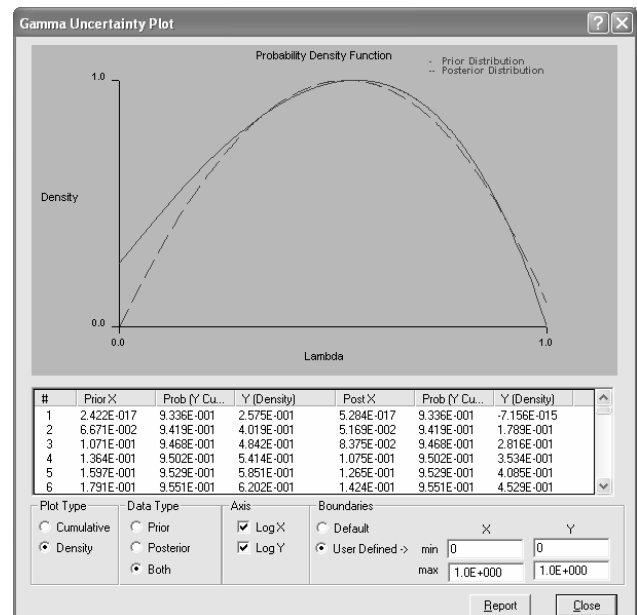 Gamma Uncertainty Plot
Probability Density Function
- Prior Distribution
-- Posterior Distribution
1.0
Density
0.0
0.0
1.0
Lambda
# Prior X Prob (Y Cu... Y (Density) Post X Prob (Y Cu... Y (Density)
1 2.422E-017 9.336E-001 2.575E-001 5.284E-017 9.336E-001 -7.156E-015
2 6.671E-002 9.419E-001 4.019E-001 5.169E-002 9.419E-001 1.789E-001
3 1.071E-001 9.468E-001 4.842E-001 8.375E-002 9.468E-001 2.816E-001
4 1.364E-001 9.502E-001 5.414E-001 1.075E-001 9.502E-001 3.534E-001
5 1.597E-001 9.529E-001 5.851E-001 1.265E-001 9.529E-001 4.085E-001
6 1.791E-001 9.551E-001 6.202E-001 1.424E-001 9.551E-001 4.529E-001
Plot Type Data Type Axis Boundaries
Cumulative Prior Log X Default X Y
Density Posterior Log Y User Defined -> min 0 0
Both max 1.0E+000 1.0E+000
Report Close